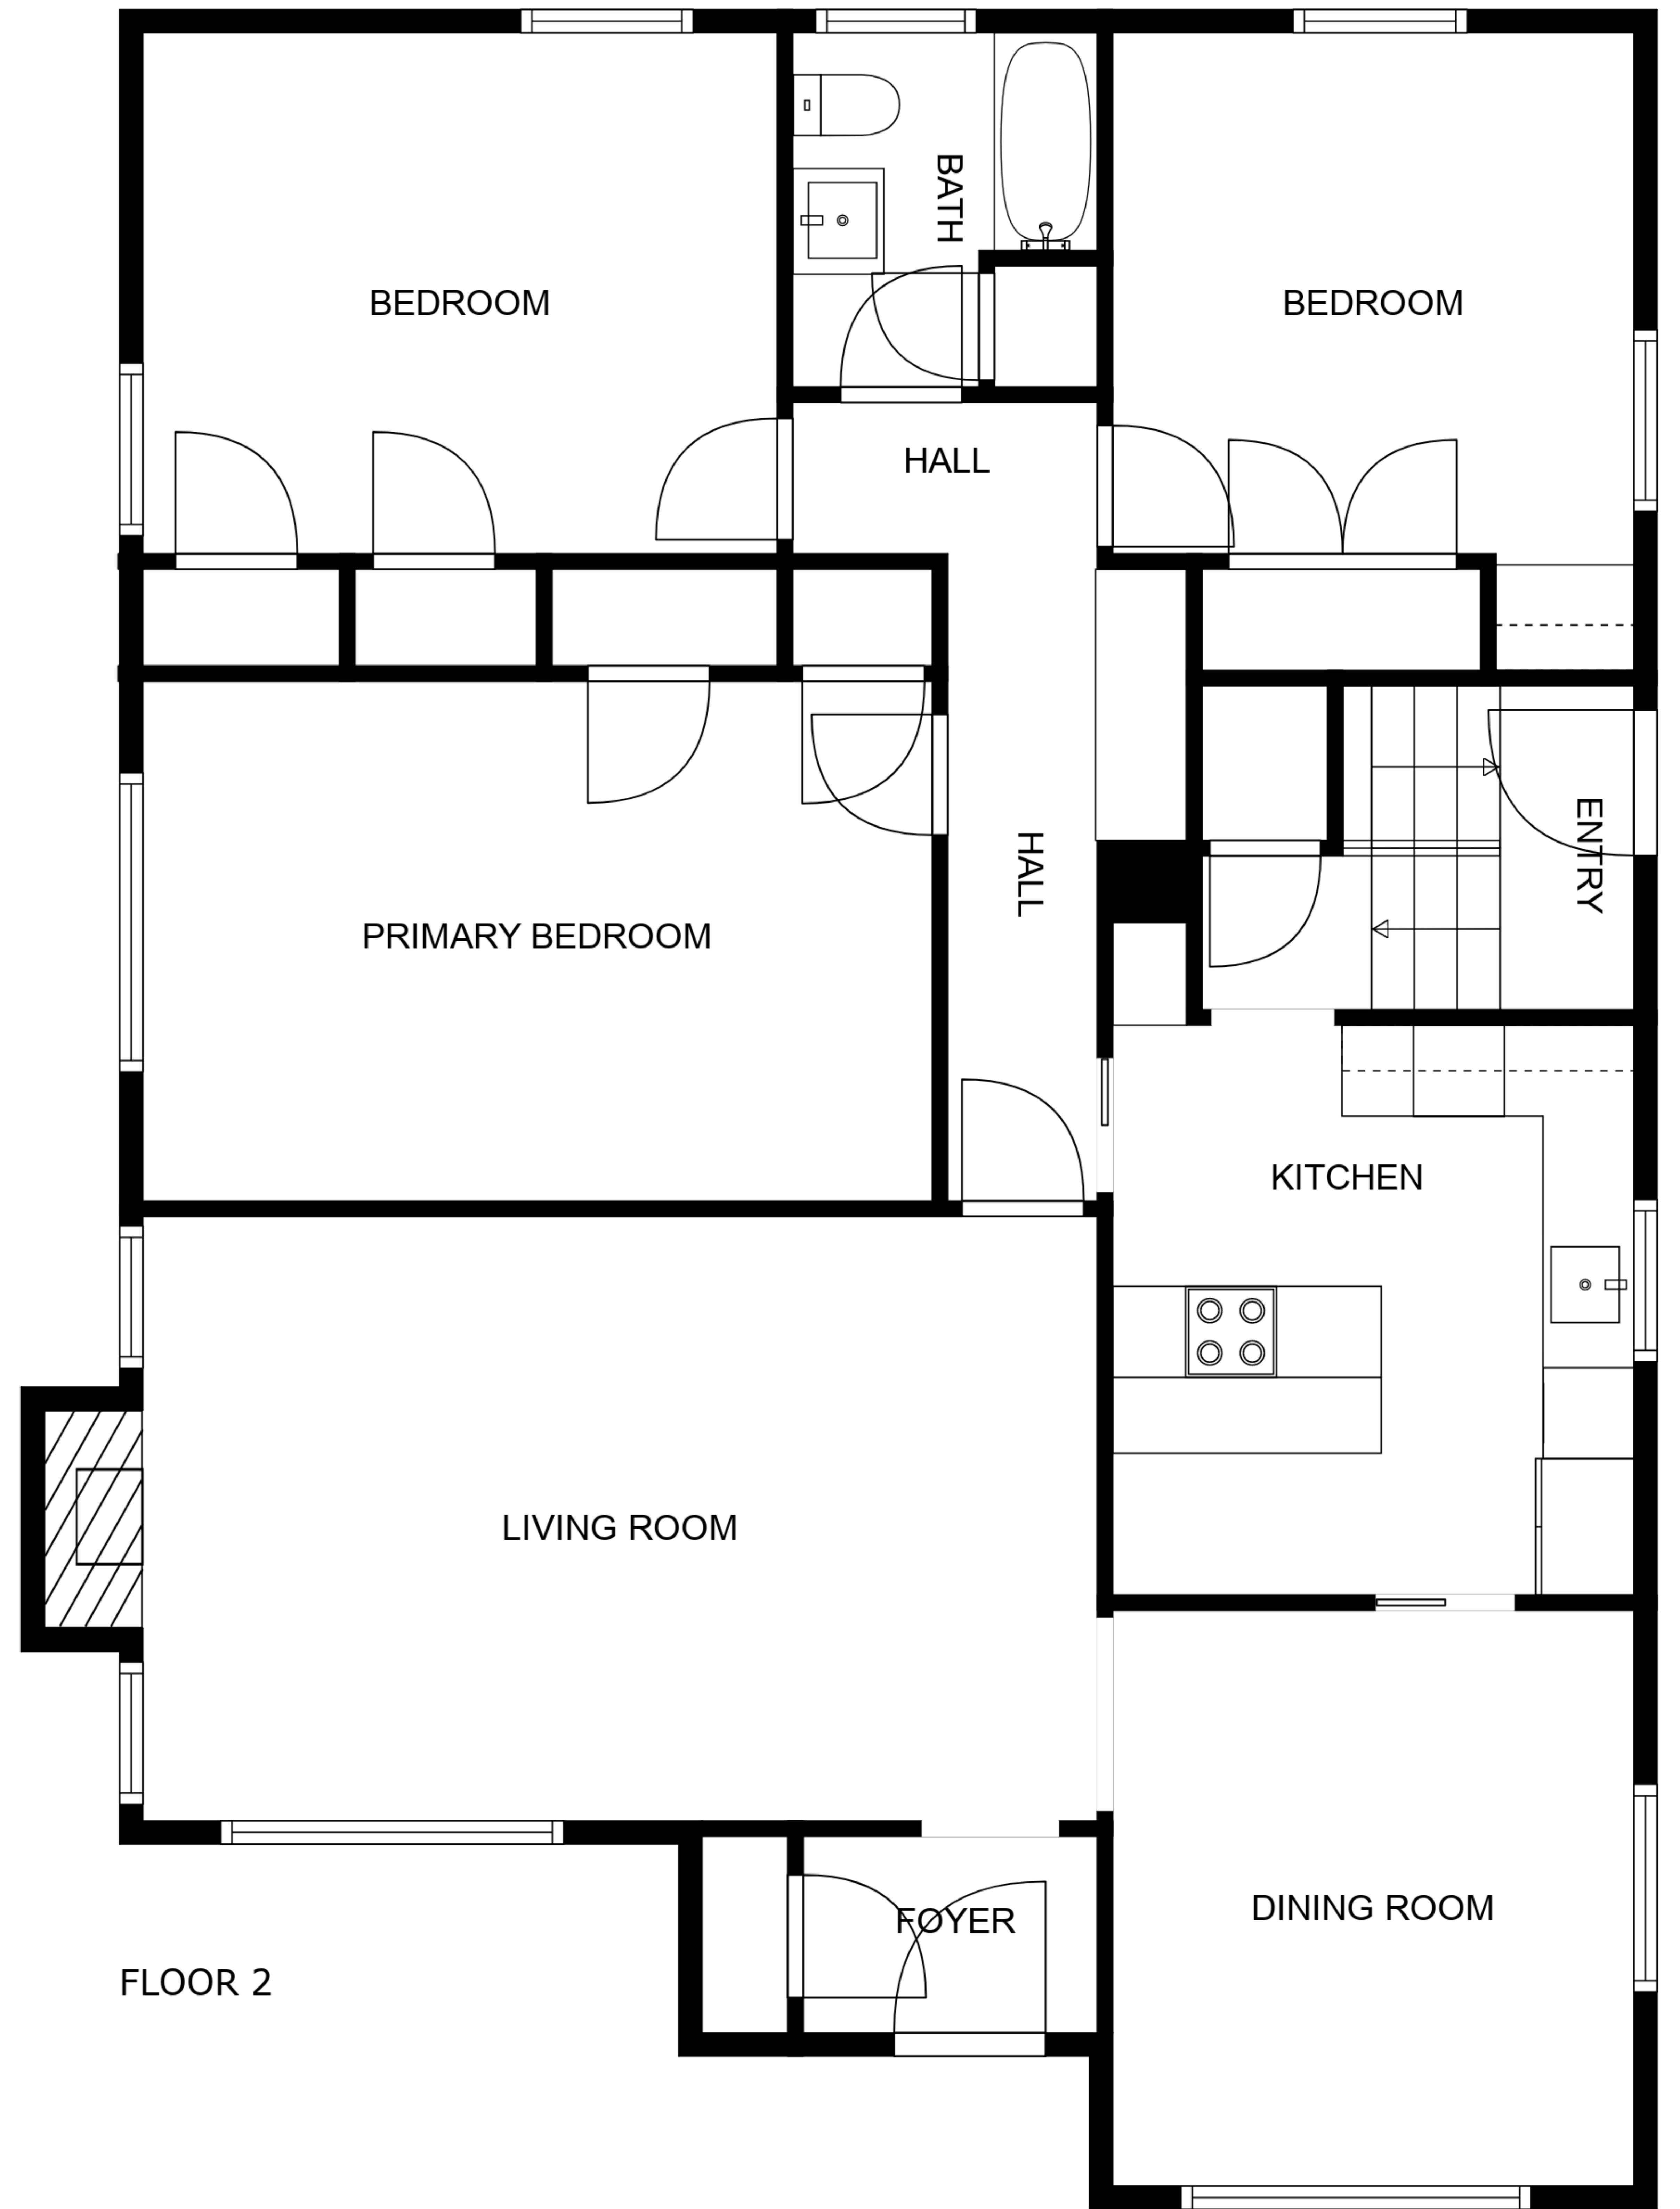 BATH
BEDROOM
BEDROOM
HALL
ENTRY
HALL
PRIMARY BEDROOM
KITCHEN
LIVING ROOM
DINING ROOM
FOYER
FLOOR 2